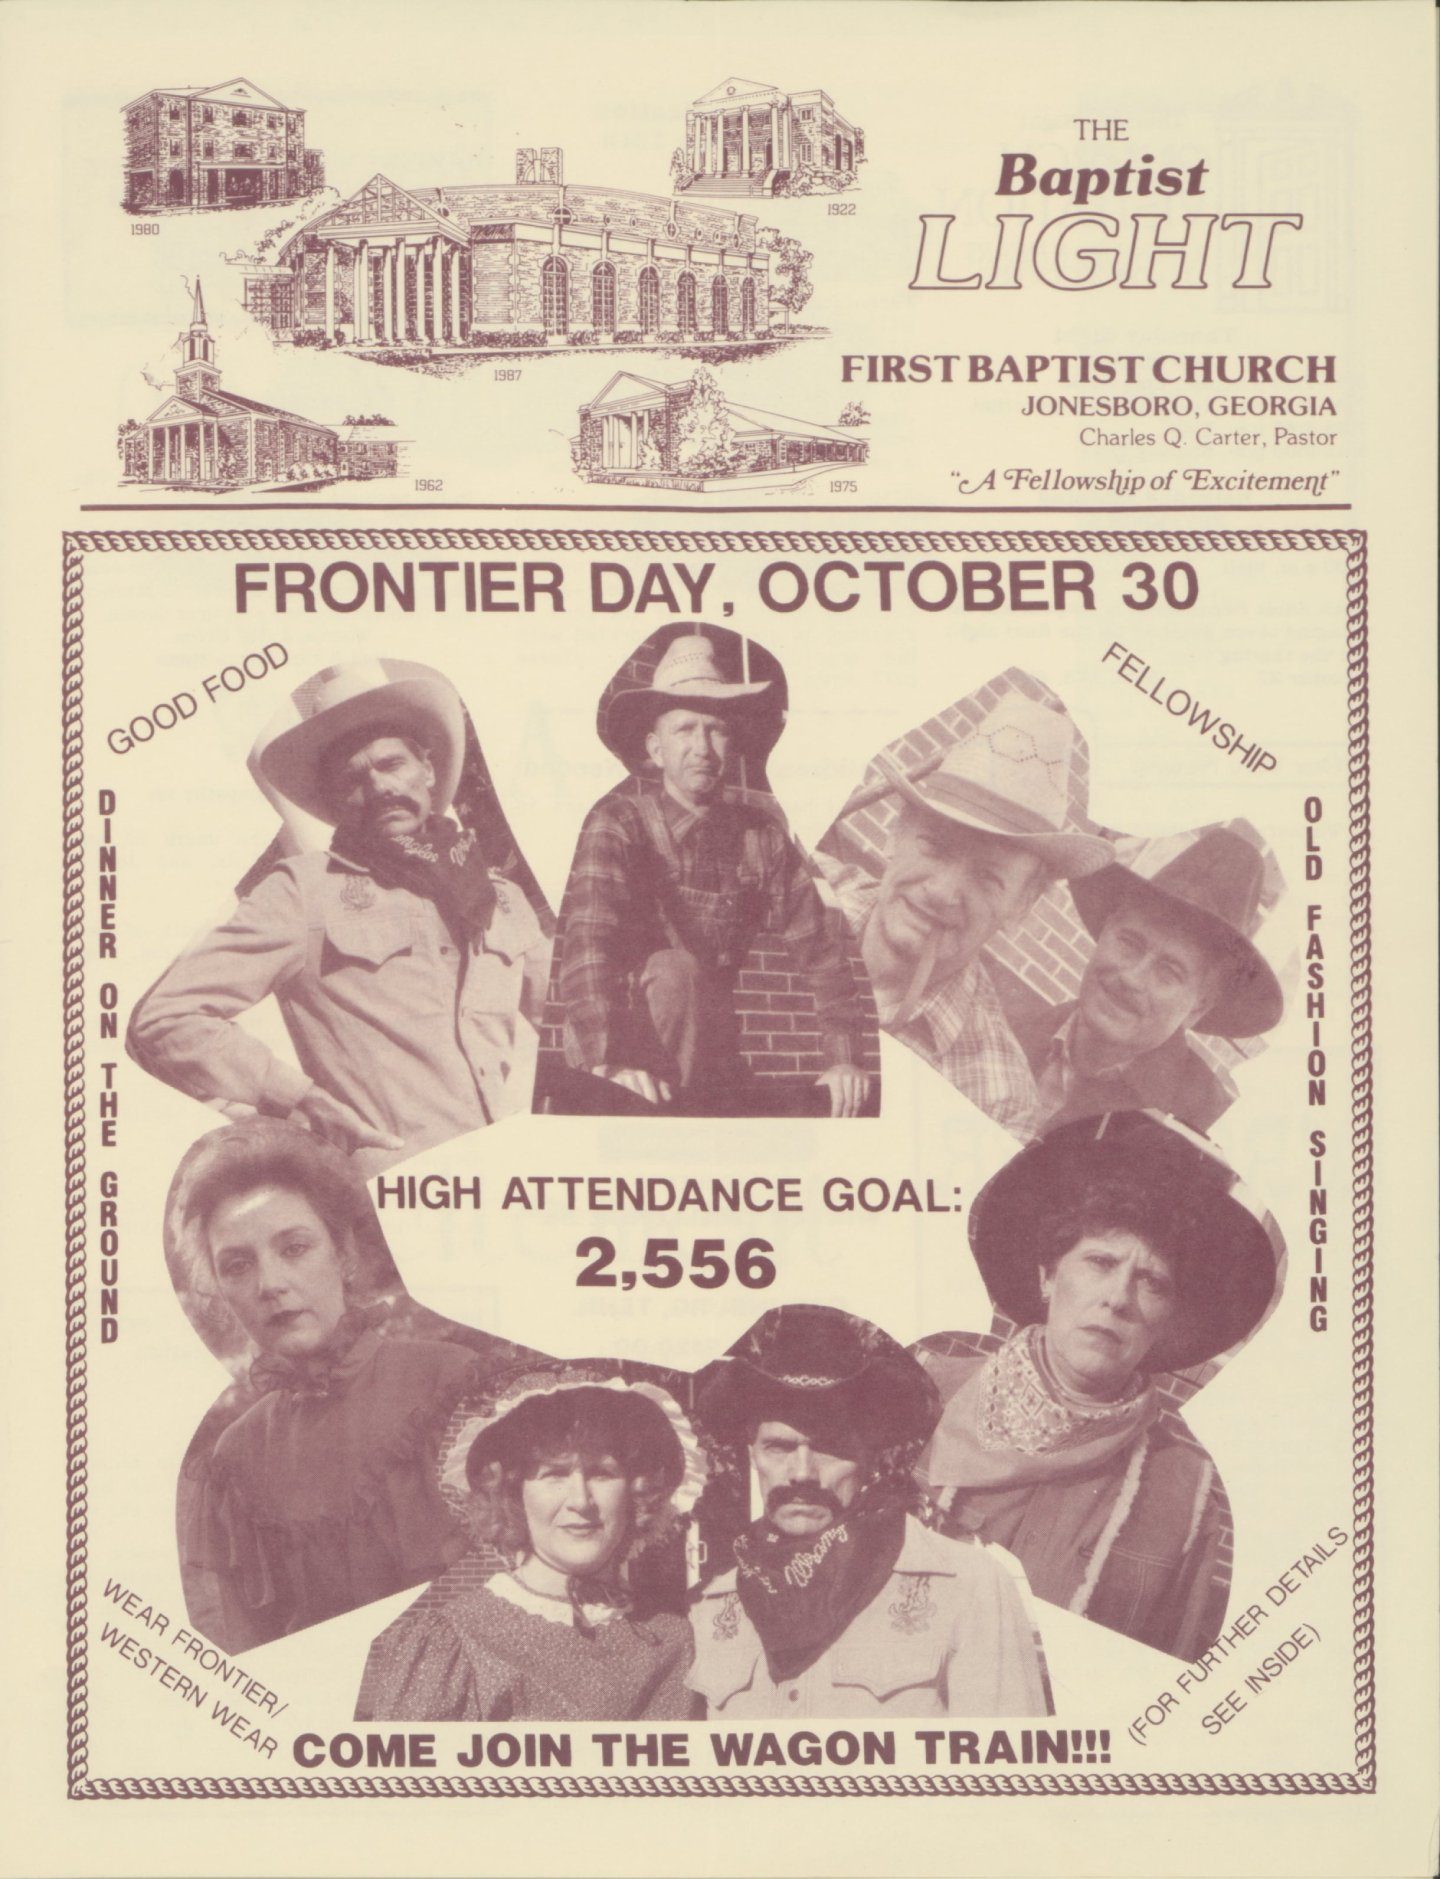 1980
1922
1987
1962
1975
THE
Baptist
LIGHT
FIRST BAPTIST CHURCH
JONESBORO, GEORGIA
Charles Q. Carter, Pastor
"A Fellowship of Excitement"
FRONTIER DAY, OCTOBER 30
GOOD FOOD
FELLOWSHIP
DINNER ON THE GROUND
OLD FASHION SINGING
HIGH ATTENDANCE GOAL:
2,556
WEAR FRONTIER/
WESTERN WEAR
(FOR FURTHER DETAILS
SEE INSIDE)
COME JOIN THE WAGON TRAIN!!!